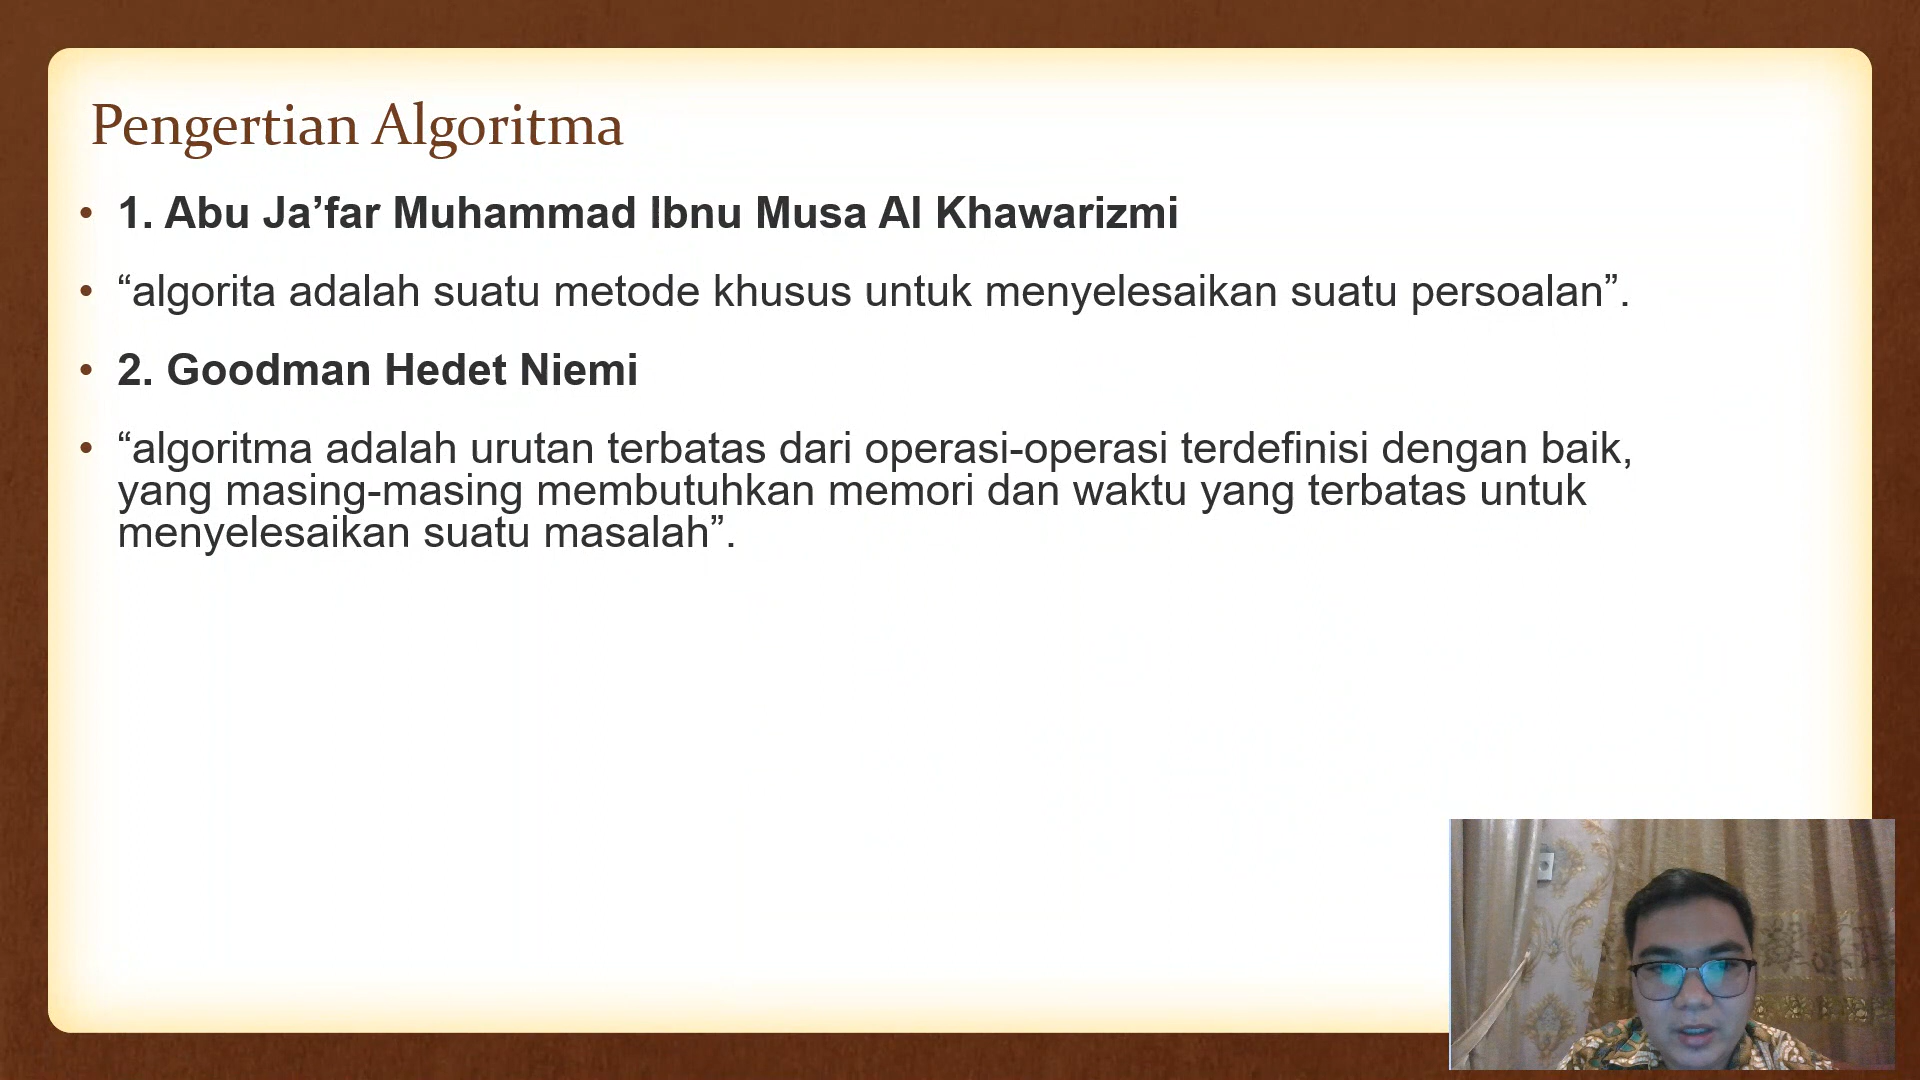 Pengertian Algoritma
• 1. Abu Ja’far Muhammad Ibnu Musa Al Khawarizmi
• “algorita adalah suatu metode khusus untuk menyelesaikan suatu persoalan”.
• 2. Goodman Hedet Niemi
• “algoritma adalah urutan terbatas dari operasi-operasi terdefinisi dengan baik,
yang masing-masing membutuhkan memori dan waktu yang terbatas untuk
menyelesaikan suatu masalah”.